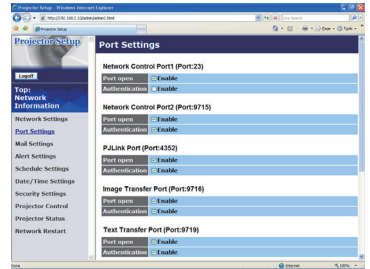 Projector Setup - Windows Internet Explorer
Projector Setup
Page
Tools
Projector Setup
Logoff
Top:
Network
Information
Network Settings
Port Settings
Mail Settings
Alert Settings
Schedule Settings
Date/Time Settings
Security Settings
Projector Control
Projector Status
Network Restart
Port Settings
Network Control Port1 (Port:23)
Port open Enable
Authentication Enable
Network Control Port2 (Port:9715)
Port open Enable
Authentication Enable
PJLink Port (Port:4352)
Port open Enable
Authentication Enable
Image Transfer Port (Port:9716)
Port open Enable
Authentication Enable
Text Transfer Port (Port:9719)
Port open Enable
Authentication Enable
Done
Internet
100%